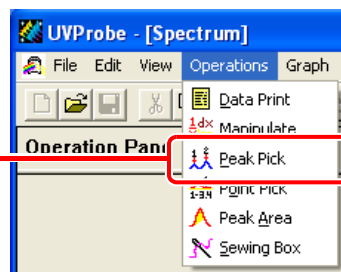 UVProbe - [Spectrum]
File Edit View Operations Graph
Data Print
Manipulate
Operation Pane
Peak Pick
Point Pick
Peak Area
Sewing Box